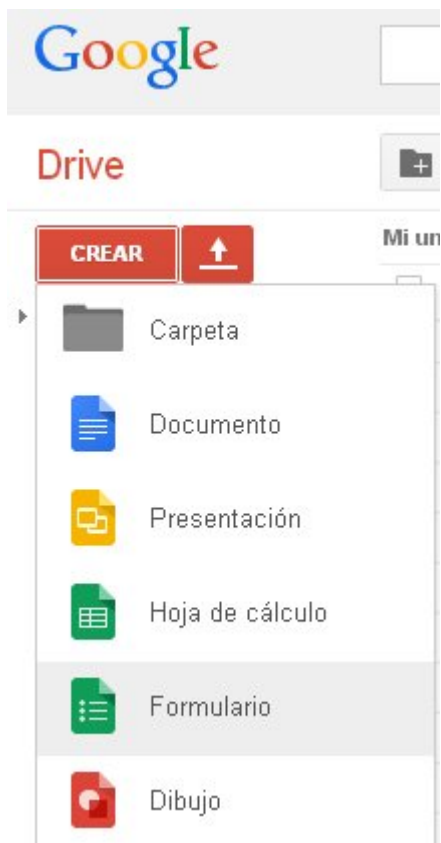 Google
Drive
CREAR
Mi un
Carpeta
Documento
Presentación
Hoja de cálculo
Formulario
Dibujo